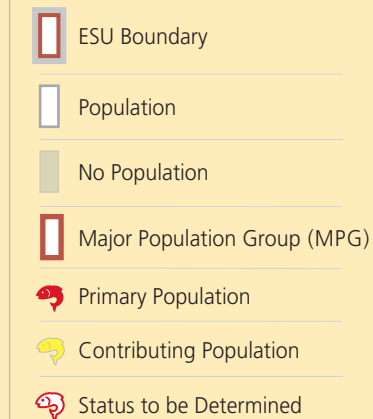 ESU Boundary
Population
No Population
Major Population Group (MPG)
Primary Population
Contributing Population
Status to be Determined